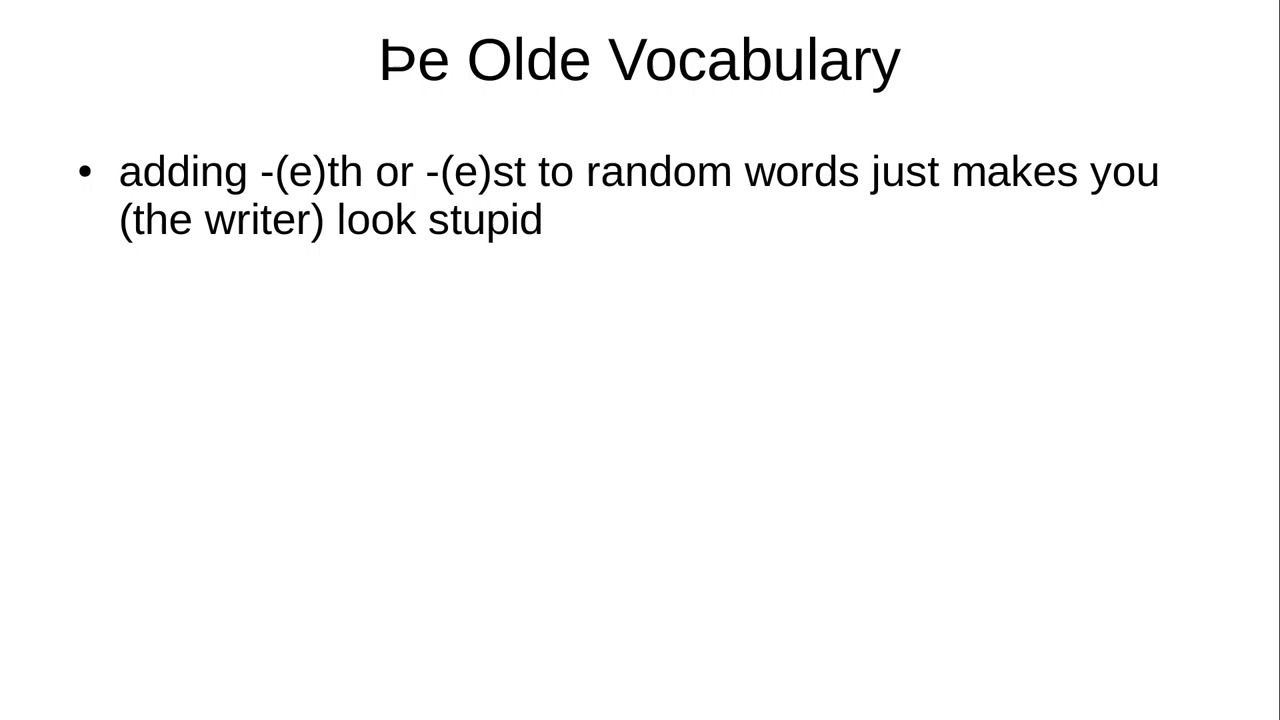 Þe Olde Vocabulary
• adding -(e)th or -(e)st to random words just makes you
(the writer) look stupid